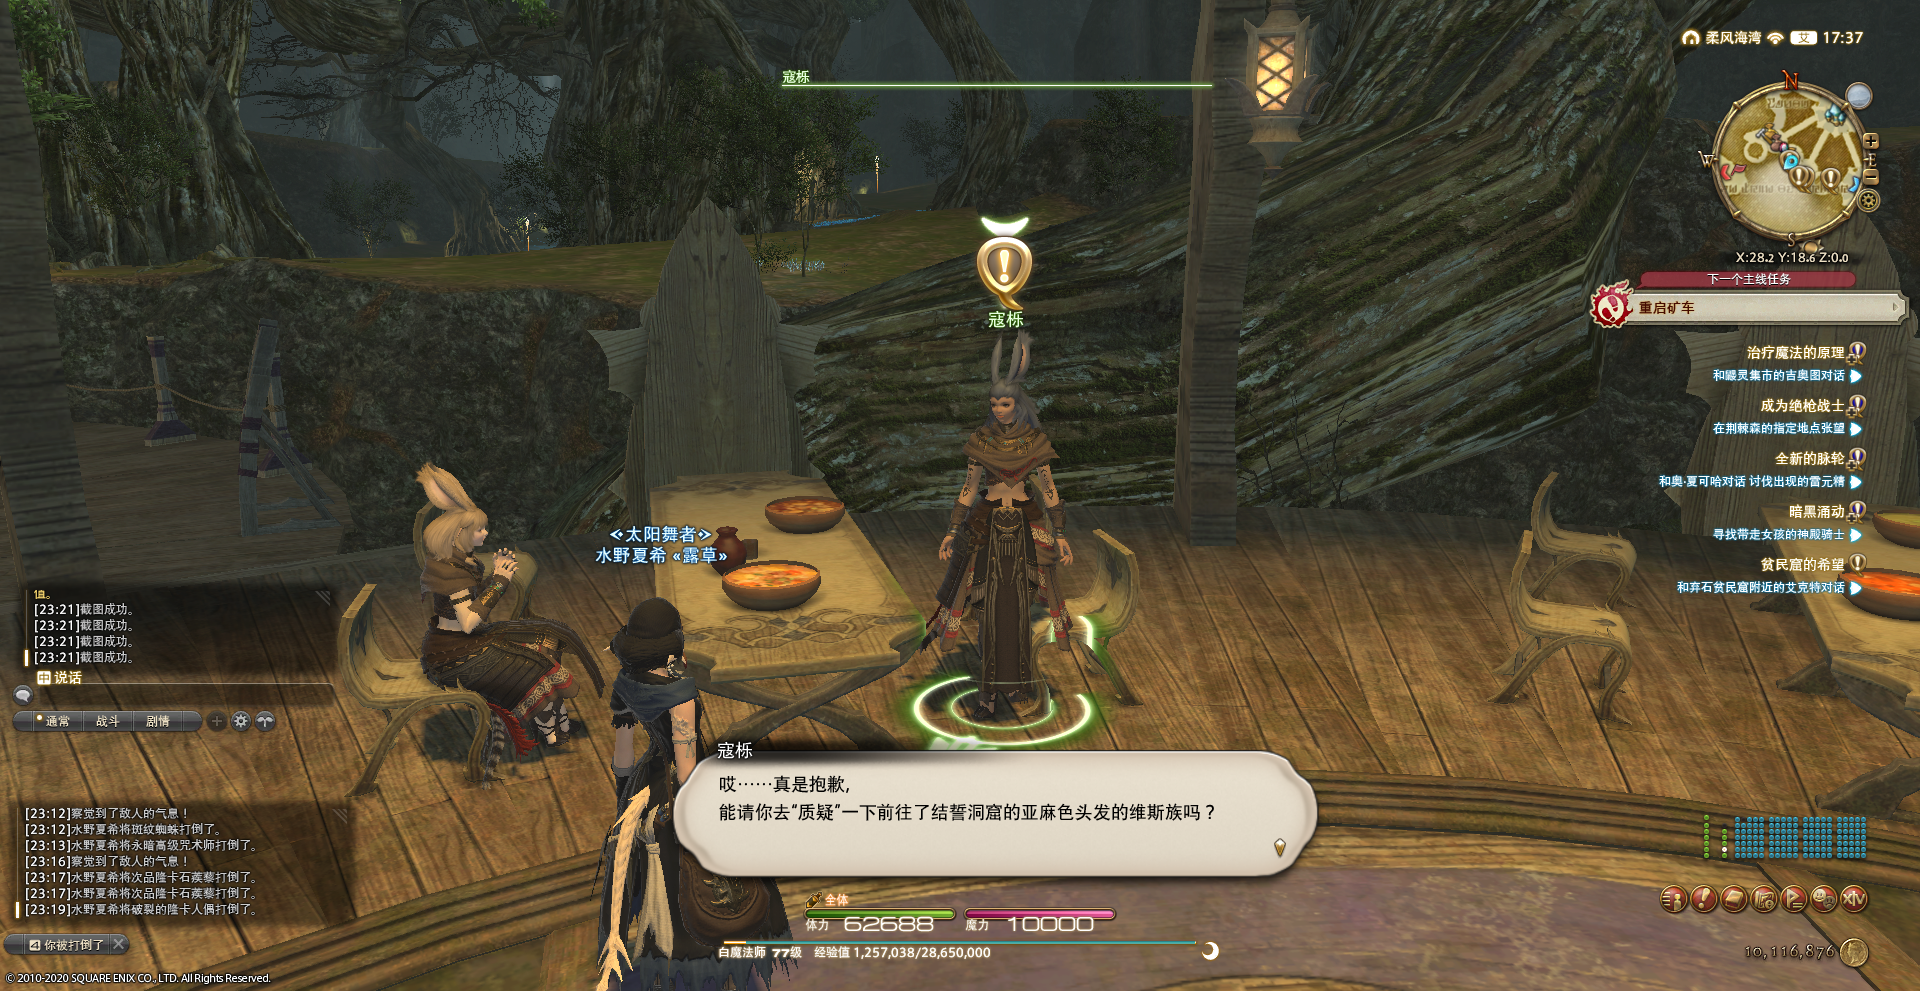 柔风海湾 艾 17:37
寇栎
N
W
E
S
X:28.2 Y:18.6 Z:0.0
下一个主线任务
重启矿车
治疗魔法的原理
和鼹灵集市的吉奥图对话
成为绝枪战士
在荆棘森的指定地点张望
全新的脉轮
和奥·夏可哈对话 讨伐出现的雷元精
暗黑涌动
寻找带走女孩的神殿骑士
贫民窟的希望
和弃石贫民窟附近的艾克特对话
寇栎
<太阳舞者>
水野夏希 «露草»
值。
[23:21]截图成功。
[23:21]截图成功。
[23:21]截图成功。
[23:21]截图成功。
说话
通常 战斗 剧情
寇栎
哎……真是抱歉,
能请你去“质疑”一下前往了结誓洞窟的亚麻色头发的维斯族吗？
[23:12]察觉到了敌人的气息！
[23:12]水野夏希将斑纹蜘蛛打倒了。
[23:13]水野夏希将永暗高级咒术师打倒了。
[23:16]察觉到了敌人的气息！
[23:17]水野夏希将次品隆卡石蒺藜打倒了。
[23:17]水野夏希将次品隆卡石蒺藜打倒了。
[23:19]水野夏希将破裂的隆卡人偶打倒了。
4 你被打倒了
全体
体力 62688 魔力 10000
白魔法师 77级 经验值 1,257,038/28,650,000
XIV
10,116,876
© 2010-2020 SQUARE ENIX CO., LTD. All Rights Reserved.